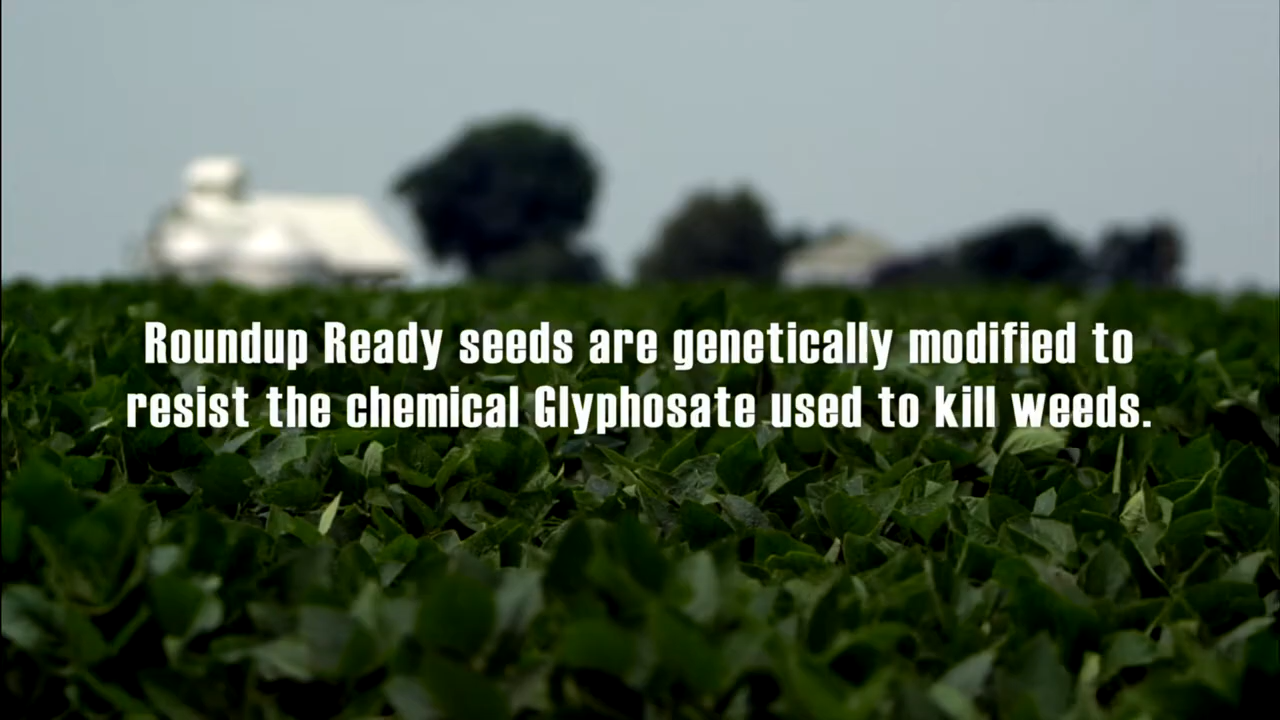 Roundup Ready seeds are genetically modified to
resist the chemical Glyphosate used to kill weeds.